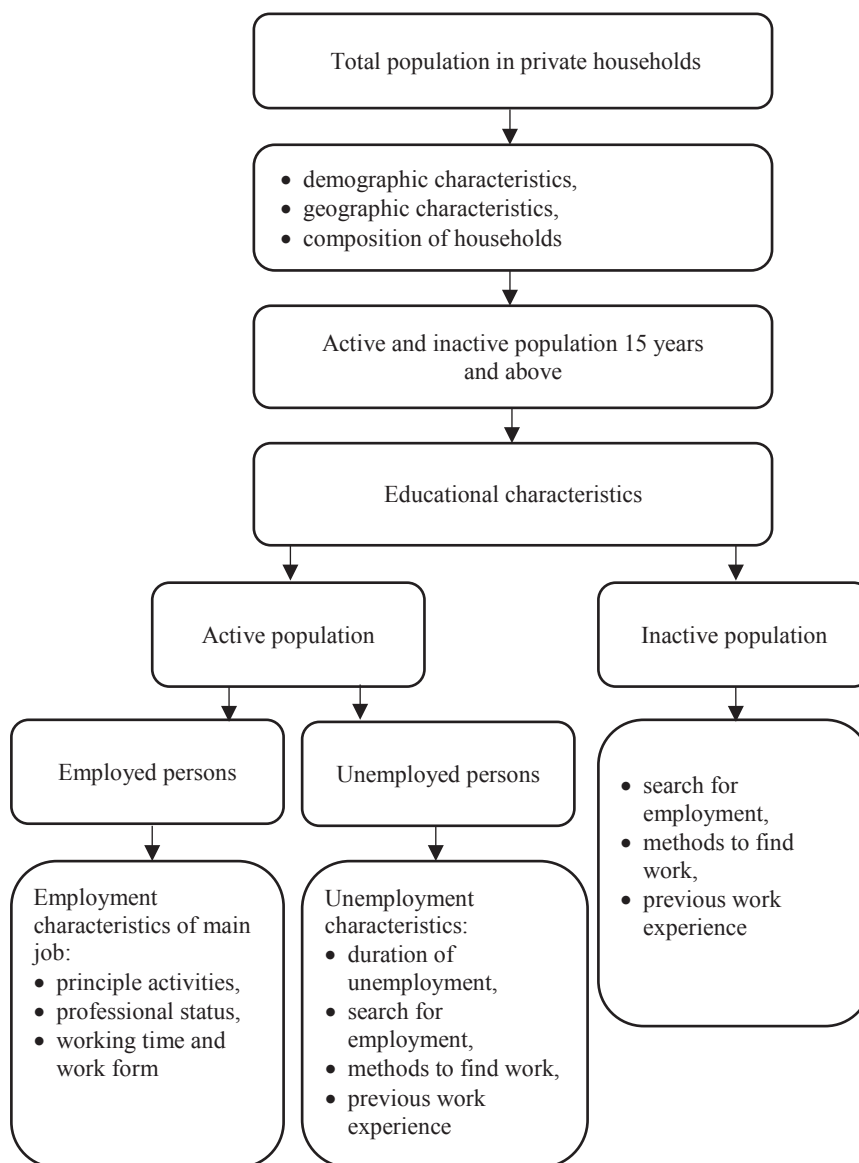 Total population in private households
• demographic characteristics,
• geographic characteristics,
• composition of households
Active and inactive population 15 years
and above
Educational characteristics
Active population
Inactive population
Employed persons
Unemployed persons
• search for
employment,
• methods to find
work,
• previous work
experience
Employment
characteristics of main
job:
• principle activities,
• professional status,
• working time and
work form
Unemployment
characteristics:
• duration of
unemployment,
• search for
employment,
• methods to find work,
• previous work
experience